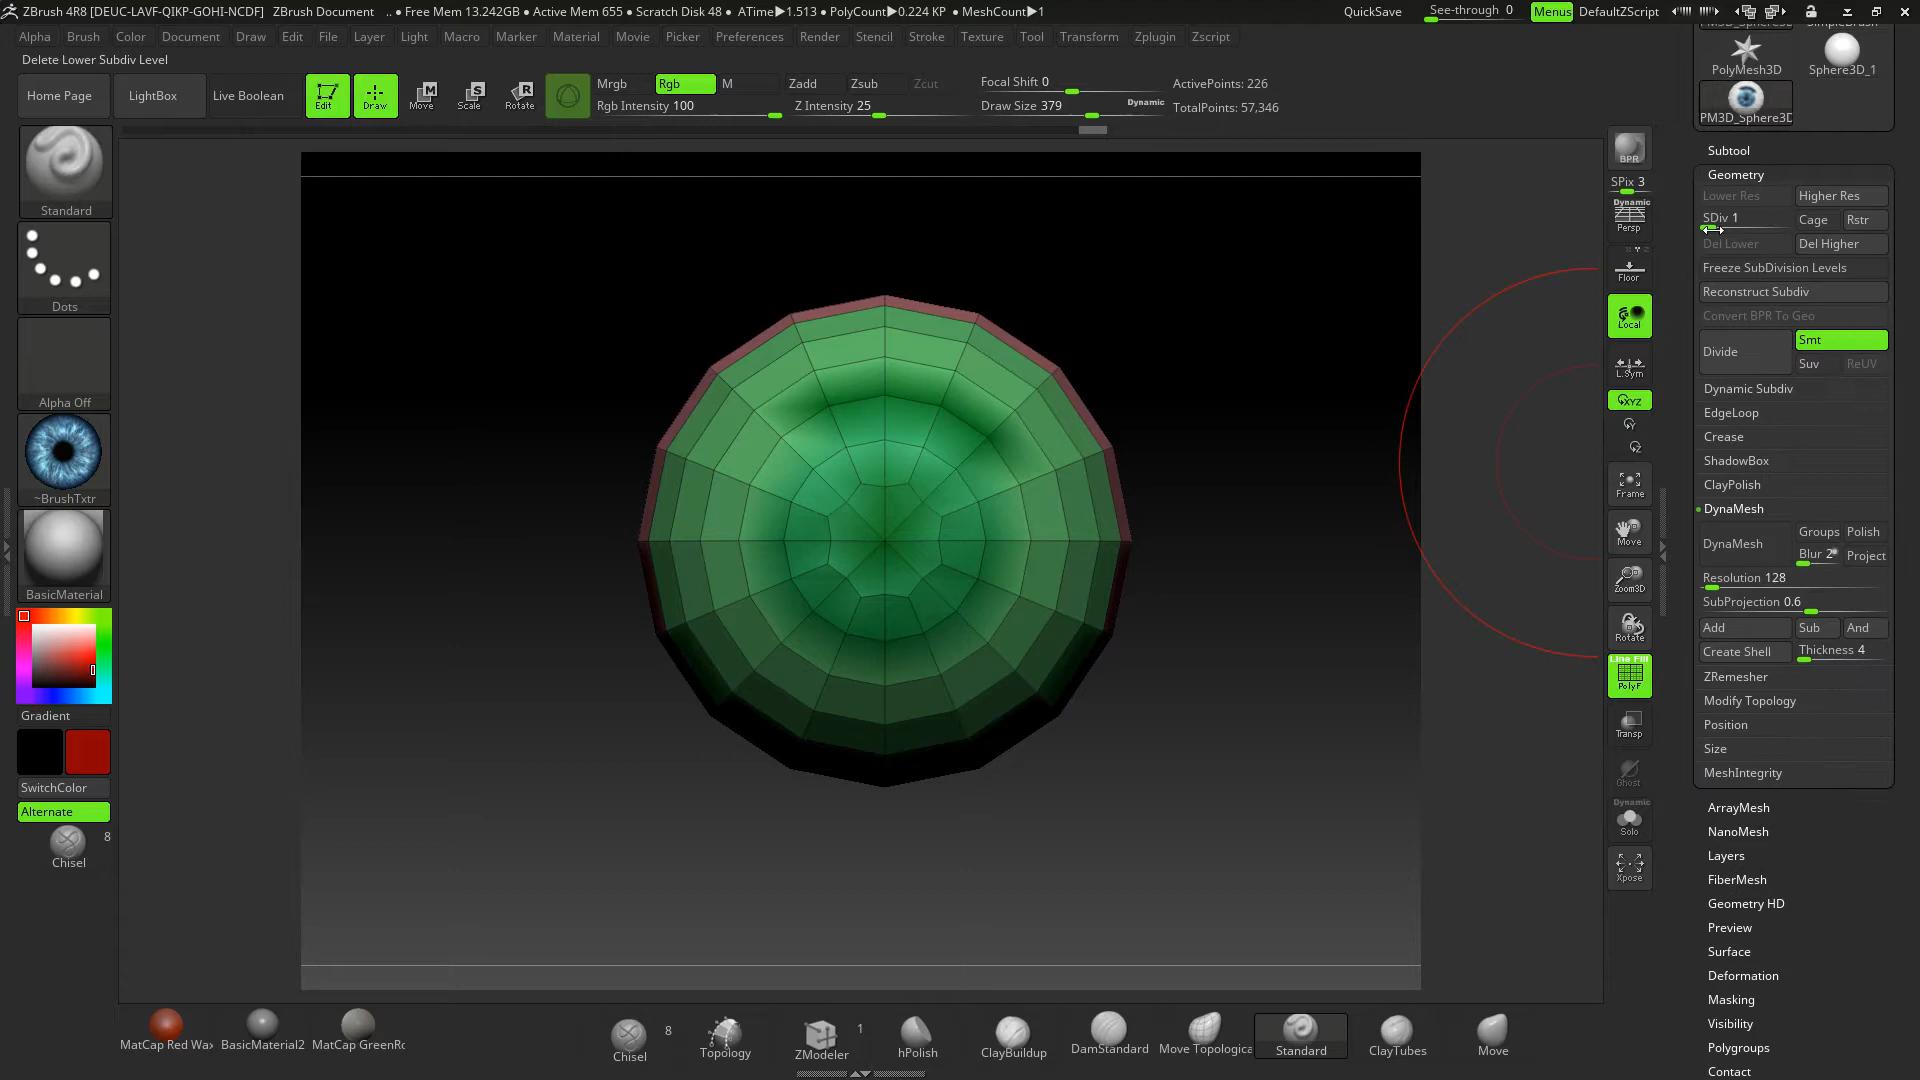 ZBrush 4R8 [DEUC-LAVF-QIKP-GOHI-NCDF] ZBrush Document .. ● Free Mem 13.242GB ● Active Mem 655 ● Scratch Disk 48 ● ATime▶1.513 ● PolyCount▶0.224 KP ● MeshCount▶1 QuickSave See-through 0 Menus DefaultZScript
Alpha Brush Color Document Draw Edit File Layer Light Macro Marker Material Movie Picker Preferences Render Stencil Stroke Texture Tool Transform Zplugin Zscript
Delete Lower Subdiv Level
Home Page LightBox Live Boolean Edit Draw Move Scale Rotate
Mrgb Rgb M Zadd Zsub Zcut Focal Shift 0 ActivePoints: 226
Rgb Intensity 100 Z Intensity 25 Draw Size 379 Dynamic TotalPoints: 57,346
Standard
Dots
Alpha Off
~BrushTxtr
BasicMaterial
Gradient
SwitchColor
Alternate
8
Chisel
BPR
SPix 3
Dynamic
Persp
Floor
Local
L.Sym
XYZ
Y
Z
Frame
Move
Zoom3D
Rotate
Line Fill
PolyF
Transp
Ghost
Dynamic
Solo
Xpose
PolyMesh3D Sphere3D_1
PM3D_Sphere3D
Subtool
Geometry
Lower Res Higher Res
SDiv 1 Cage Rstr
Del Lower Del Higher
Freeze SubDivision Levels
Reconstruct Subdiv
Convert BPR To Geo
Divide Smt
Suv ReUV
Dynamic Subdiv
EdgeLoop
Crease
ShadowBox
ClayPolish
DynaMesh
DynaMesh Groups Polish
Blur 2 Project
Resolution 128
SubProjection 0.6
Add Sub And
Create Shell Thickness 4
ZRemesher
Modify Topology
Position
Size
MeshIntegrity
ArrayMesh
NanoMesh
Layers
FiberMesh
Geometry HD
Preview
Surface
Deformation
Masking
Visibility
Polygroups
Contact
MatCap Red Wa BasicMaterial2 MatCap GreenRo
8 1
Chisel Topology ZModeler hPolish ClayBuildup DamStandard Move Topologica Standard ClayTubes Move